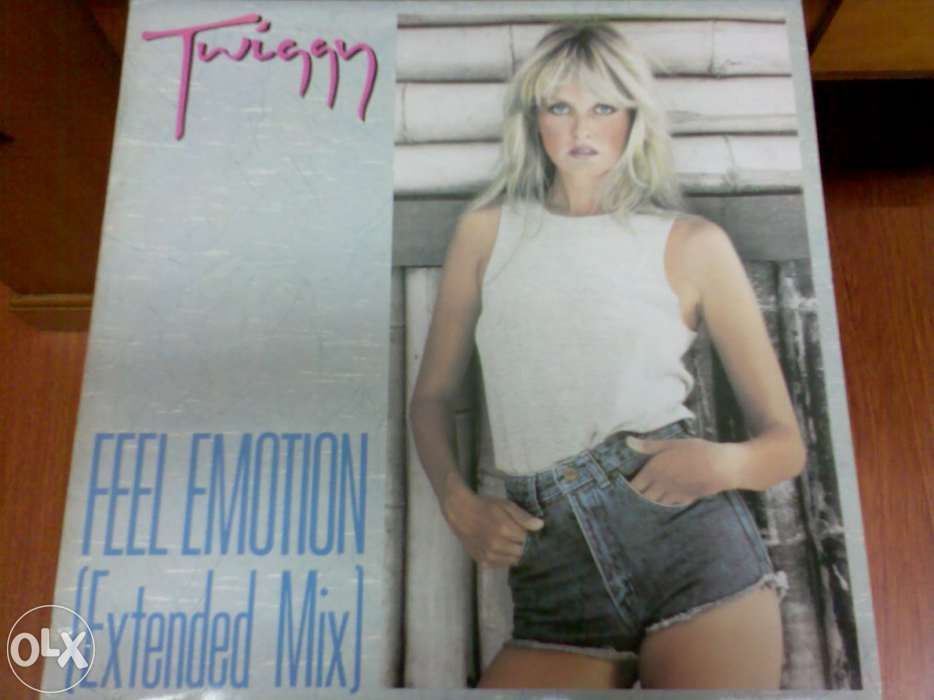 Twiggy
FEEL EMOTION
(Extended Mix)
OLX